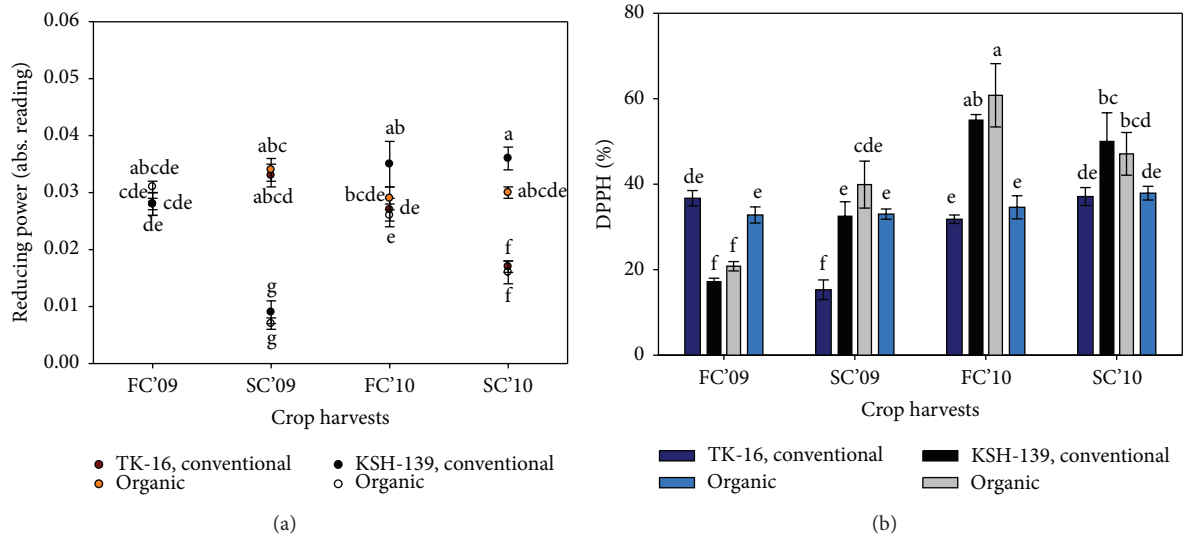 0.06
0.05
0.04
0.03
0.02
0.01
0.00
Reducing power (abs. reading)
abcde
cde
cde
de
abc
abcd
g
g
ab
bcde
de
e
a
abcde
f
f
FC'09 SC'09 FC'10 SC'10
Crop harvests
TK-16, conventional KSH-139, conventional
Organic Organic
(a)
80
60
40
20
0
DPPH (%)
de f f e
f e cde e
e ab a e
de bc bcd de
FC'09 SC'09 FC'10 SC'10
Crop harvests
TK-16, conventional KSH-139, conventional
Organic Organic
(b)